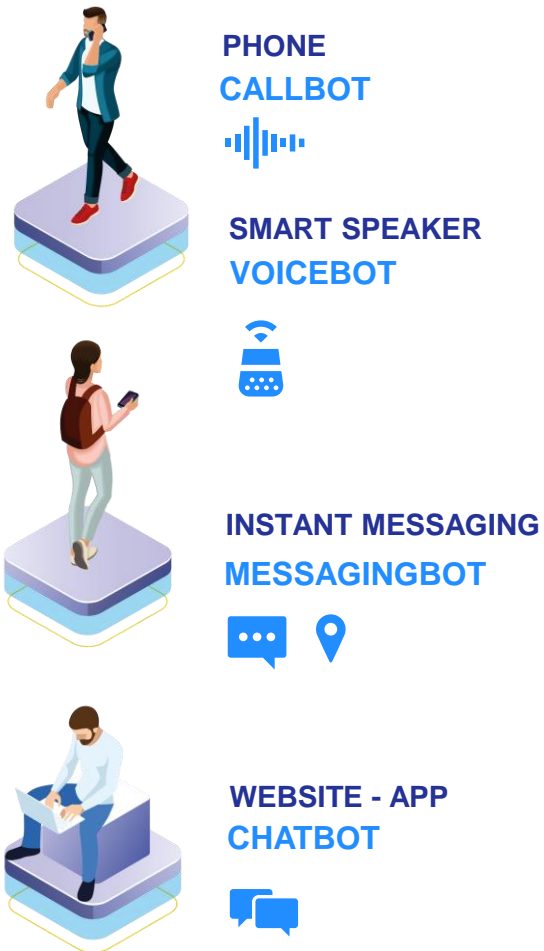 PHONE
CALLBOT
SMART SPEAKER
VOICEBOT
INSTANT MESSAGING
MESSAGINGBOT
WEBSITE - APP
CHATBOT